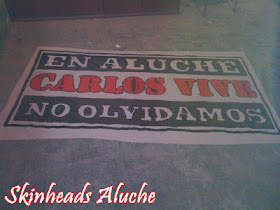 EN ALUCHE
CARLOS VIVE
NO OLVIDAMOS
Skinheads Aluche